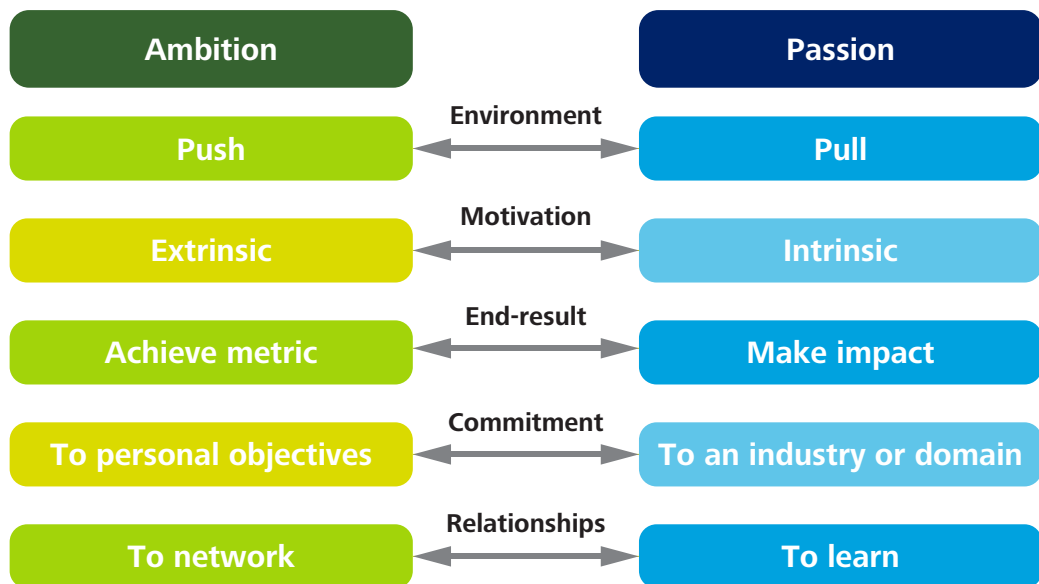 Ambition
Passion
Environment
Push
Pull
Motivation
Extrinsic
Intrinsic
End-result
Achieve metric
Make impact
Commitment
To personal objectives
To an industry or domain
Relationships
To network
To learn